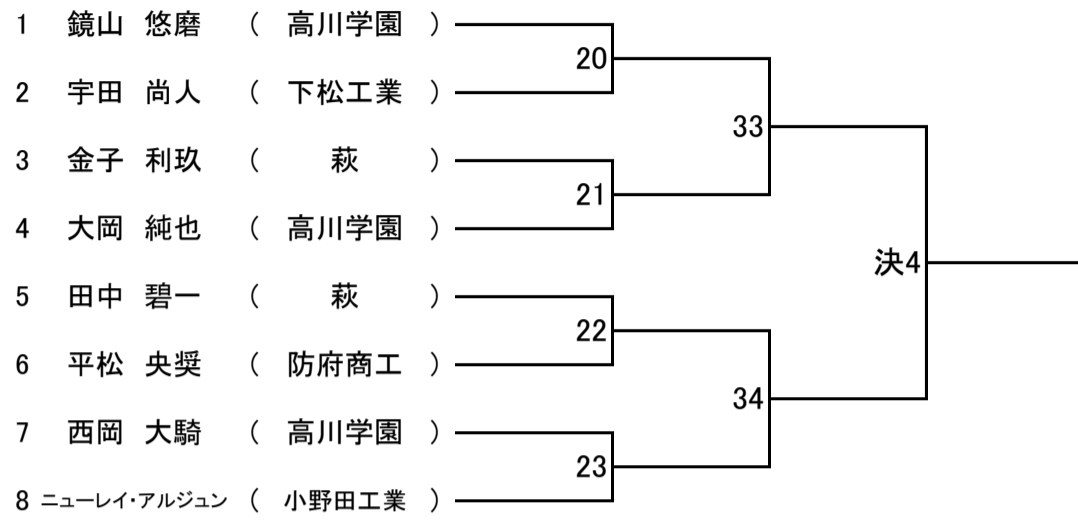 1 鏡山 悠磨 ( 高川学園 )
20
2 宇田 尚人 ( 下松工業 )
33
3 金子 利玖 ( 萩 )
21
4 大岡 純也 ( 高川学園 )
決4
5 田中 碧一 ( 萩 )
22
6 平松 央奨 ( 防府商工 )
34
7 西岡 大騎 ( 高川学園 )
23
8 ニューレイ・アルジュン ( 小野田工業 )